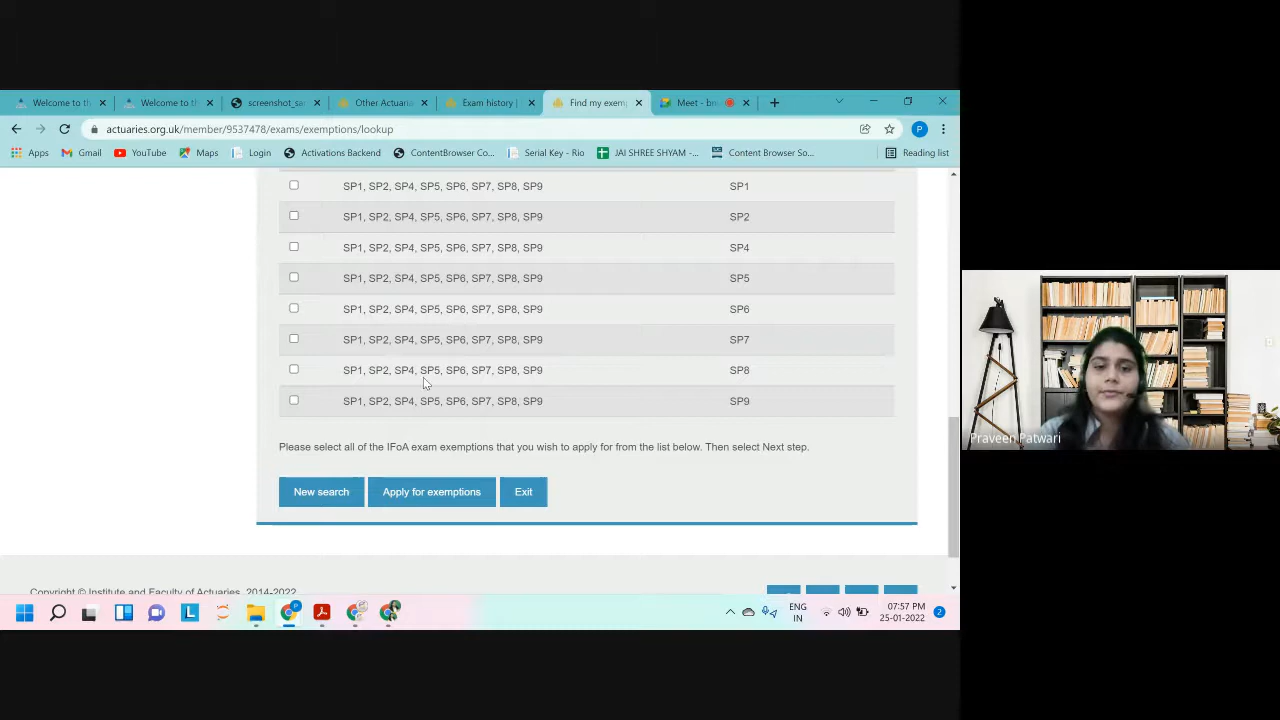 Welcome to th
Welcome to th
screenshot_sa
Other Actuaria
Exam history |
Find my exemp
Meet - br
actuaries.org.uk/member/9537478/exams/exemptions/lookup
P
Apps
Gmail
YouTube
Maps
Login
Activations Backend
ContentBrowser Co...
Serial Key - Rio
JAI SHREE SHYAM -...
Content Browser So...
Reading list
SP1, SP2, SP4, SP5, SP6, SP7, SP8, SP9 SP1
SP1, SP2, SP4, SP5, SP6, SP7, SP8, SP9 SP2
SP1, SP2, SP4, SP5, SP6, SP7, SP8, SP9 SP4
SP1, SP2, SP4, SP5, SP6, SP7, SP8, SP9 SP5
SP1, SP2, SP4, SP5, SP6, SP7, SP8, SP9 SP6
SP1, SP2, SP4, SP5, SP6, SP7, SP8, SP9 SP7
SP1, SP2, SP4, SP5, SP6, SP7, SP8, SP9 SP8
SP1, SP2, SP4, SP5, SP6, SP7, SP8, SP9 SP9
Please select all of the IFoA exam exemptions that you wish to apply for from the list below. Then select Next step.
New search
Apply for exemptions
Exit
Praveen Patwari
Copyright © Institute and Faculty of Actuaries, 2014-2022
ENG
IN
07:57 PM
25-01-2022
2